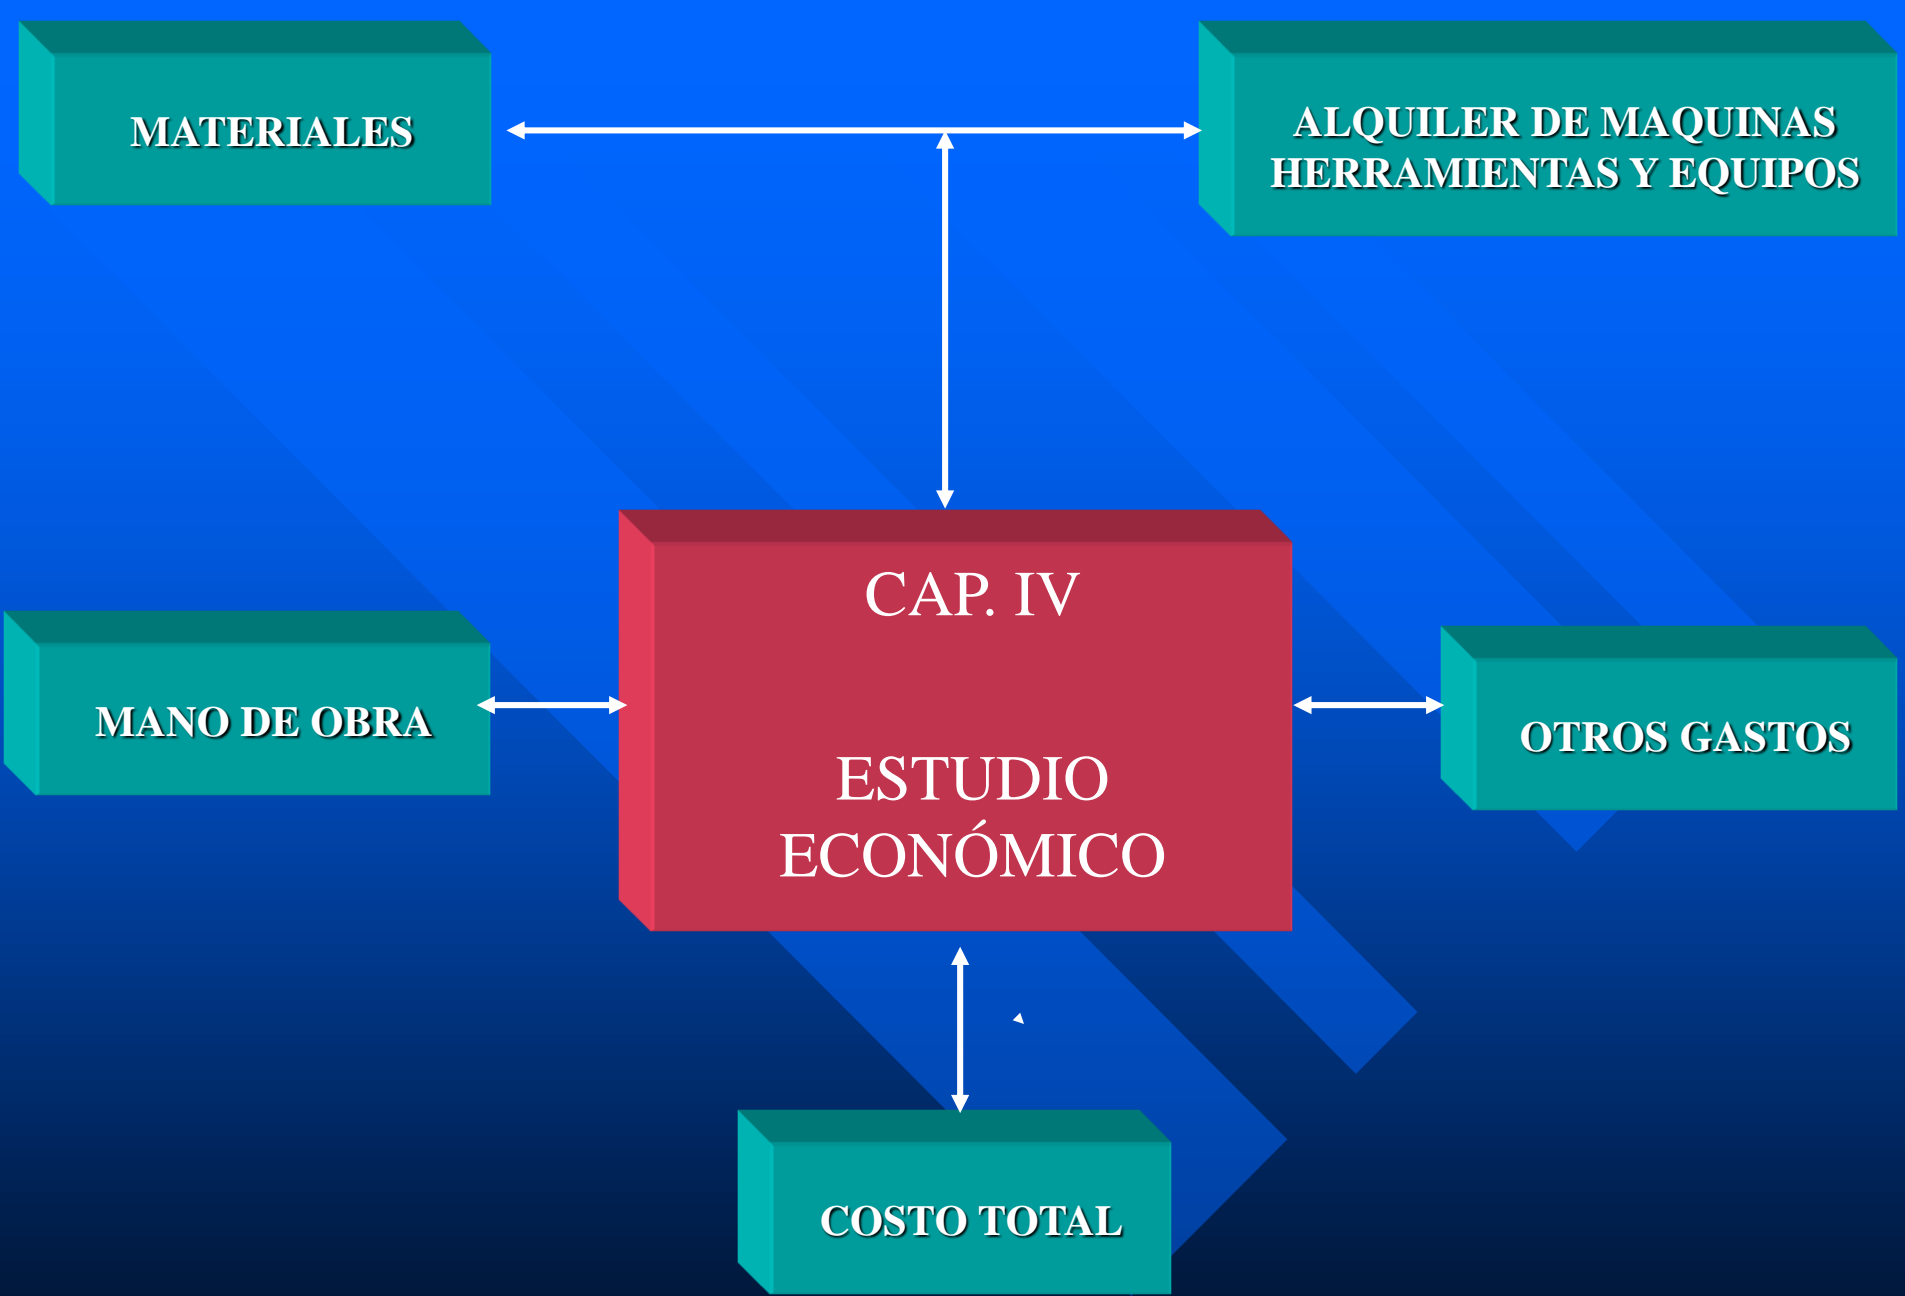 MATERIALES
ALQUILER DE MAQUINAS
HERRAMIENTAS Y EQUIPOS
CAP. IV
ESTUDIO
ECONÓMICO
MANO DE OBRA
OTROS GASTOS
COSTO TOTAL